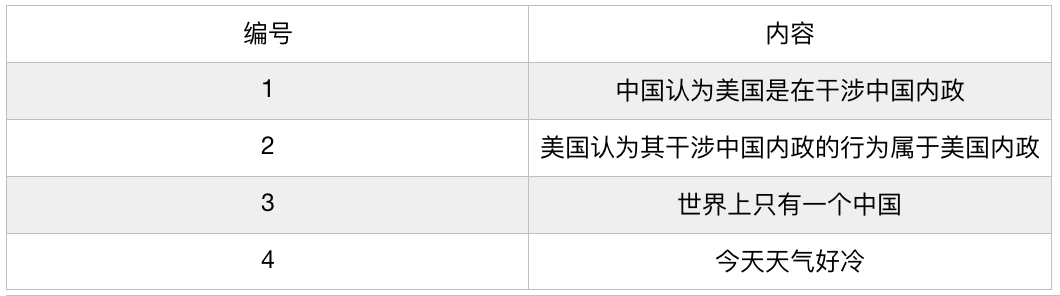 编号 内容
1 中国认为美国是在干涉中国内政
2 美国认为其干涉中国内政的行为属于美国内政
3 世界上只有一个中国
4 今天天气好冷